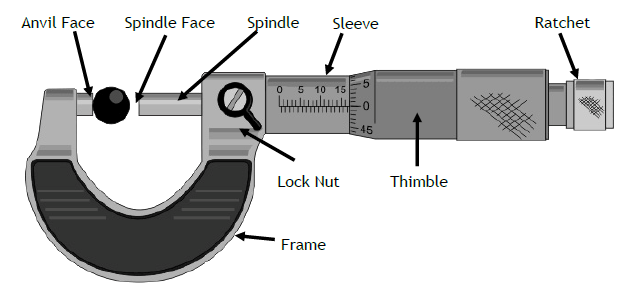 Anvil Face Spindle Face Spindle Sleeve Ratchet
0 5 10 15
5
0
45
Lock Nut Thimble
Frame